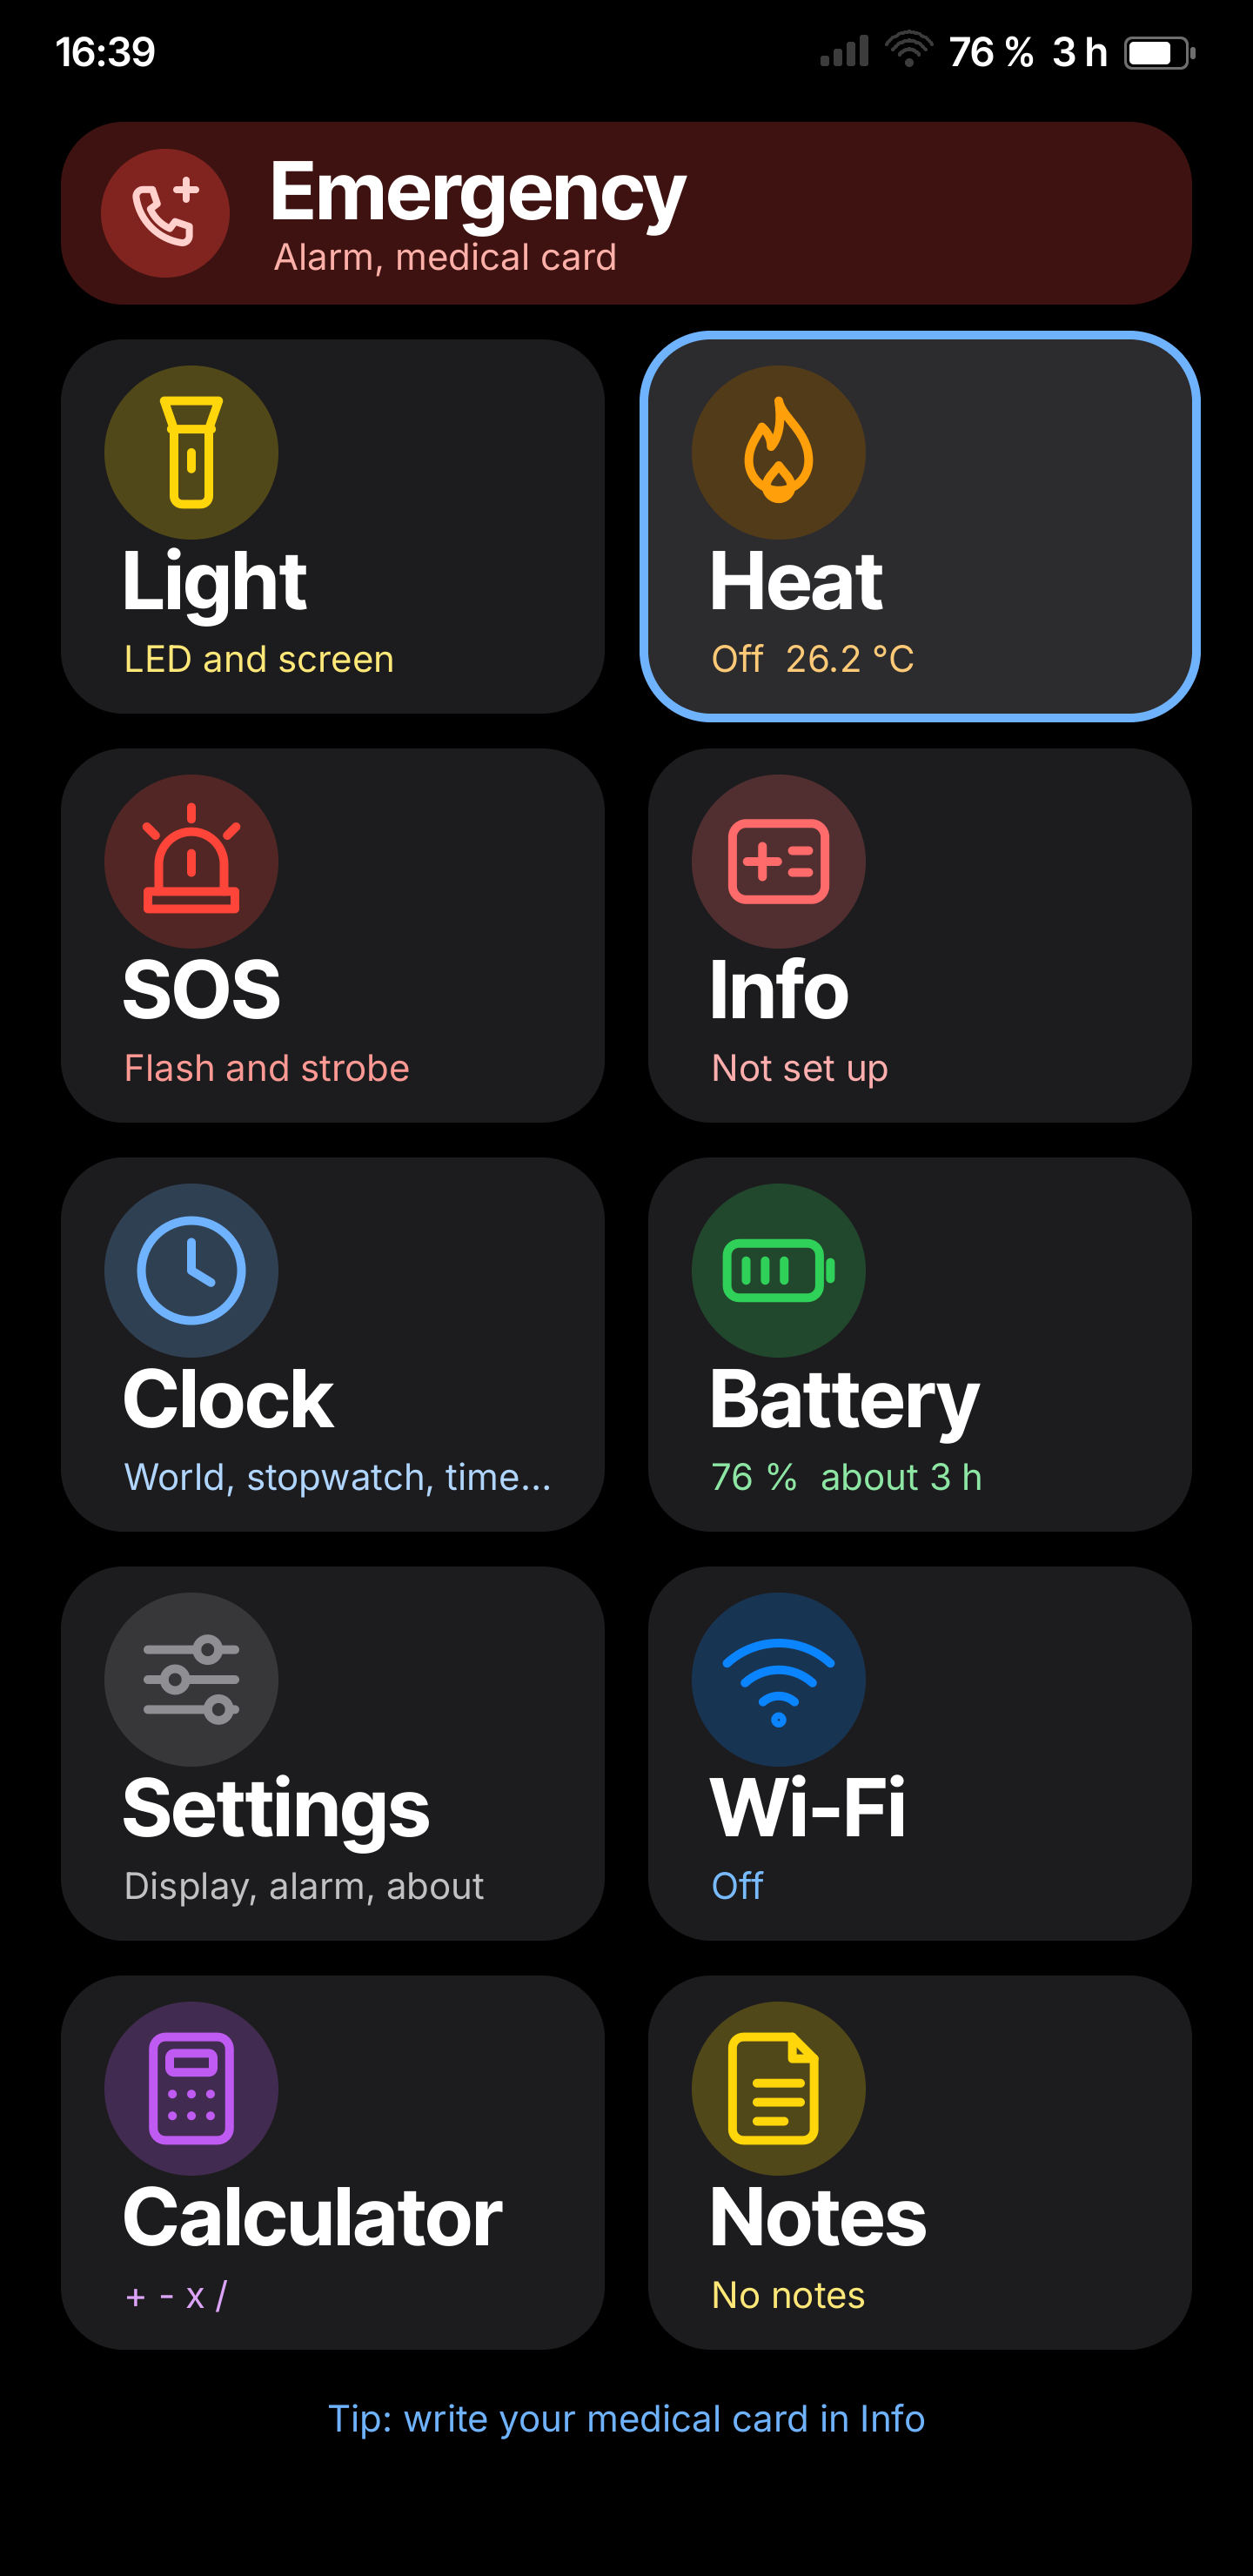 16:39 76 % 3 h
Emergency
Alarm, medical card
Light
LED and screen
Heat
Off 26.2 °C
SOS
Flash and strobe
Info
Not set up
Clock
World, stopwatch, time...
Battery
76 % about 3 h
Settings
Display, alarm, about
Wi-Fi
Off
Calculator
+ - x /
Notes
No notes
Tip: write your medical card in Info